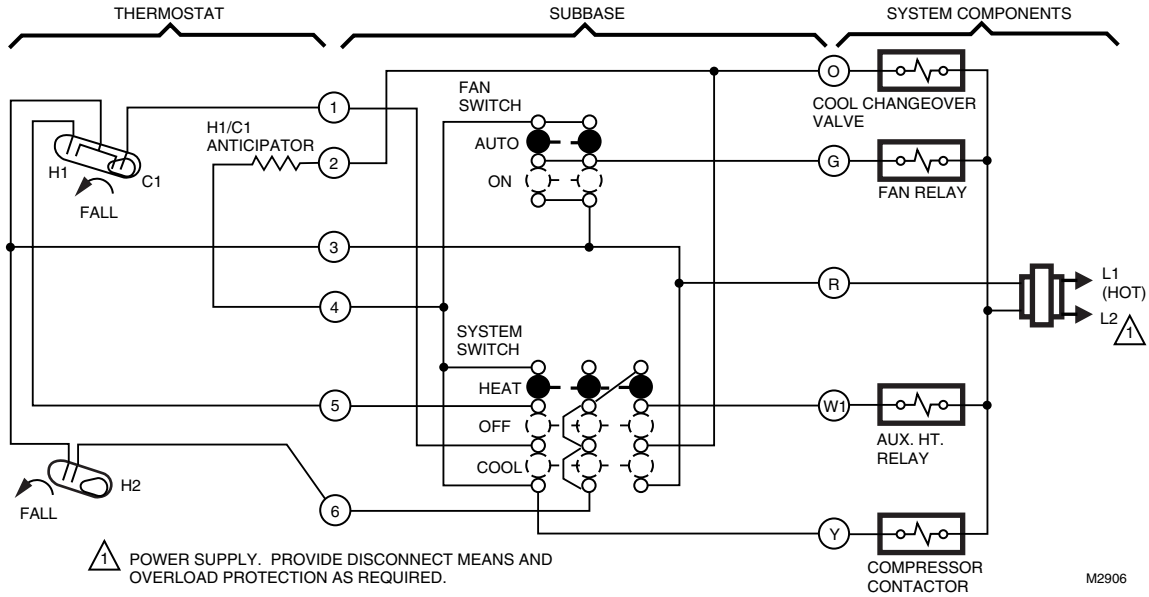 THERMOSTAT
SUBBASE
SYSTEM COMPONENTS
O
COOL CHANGEOVER
VALVE
FAN
SWITCH
AUTO
ON
1
H1/C1
ANTICIPATOR
2
H1
C1
FALL
G
FAN RELAY
3
R
L1
(HOT)
L2
1
4
SYSTEM
SWITCH
HEAT
OFF
COOL
5
W1
AUX. HT.
RELAY
H2
FALL
6
Y
COMPRESSOR
CONTACTOR
1 POWER SUPPLY. PROVIDE DISCONNECT MEANS AND
OVERLOAD PROTECTION AS REQUIRED.
M2906